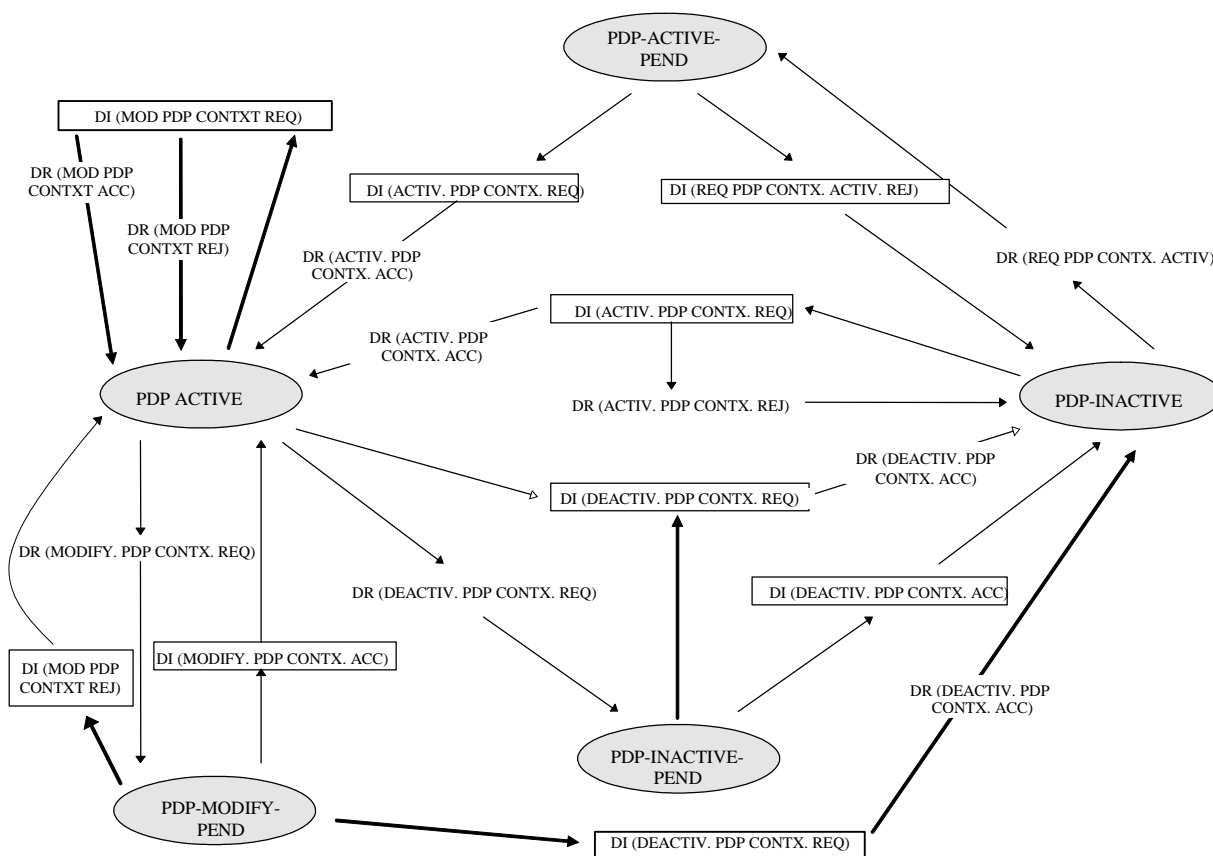 PDP-ACTIVE-
PEND
DI (MOD PDP CONTXT REQ)
DR (MOD PDP
CONTXT ACC)
DR (MOD PDP
CONTXT REJ)
DI (ACTIV. PDP CONTX. REQ)
DI (REQ PDP CONTX. ACTIV. REJ)
DR (ACTIV. PDP
CONTX. ACC)
DR (REQ PDP CONTX. ACTIV)
DI (ACTIV. PDP CONTX. REQ)
DR (ACTIV. PDP
CONTX. ACC)
PDP ACTIVE
DR (ACTIV. PDP CONTX. REJ)
PDP-INACTIVE
DR (DEACTIV. PDP
CONTX. ACC)
DI (DEACTIV. PDP CONTX. REQ)
DR (MODIFY. PDP CONTX. REQ)
DR (DEACTIV. PDP CONTX. REQ)
DI (DEACTIV. PDP CONTX. ACC)
DI (MOD PDP
CONTXT REJ)
DI (MODIFY. PDP CONTX. ACC)
DR (DEACTIV. PDP
CONTX. ACC)
PDP-INACTIVE-
PEND
PDP-MODIFY-
PEND
DI (DEACTIV. PDP CONTX. REQ)